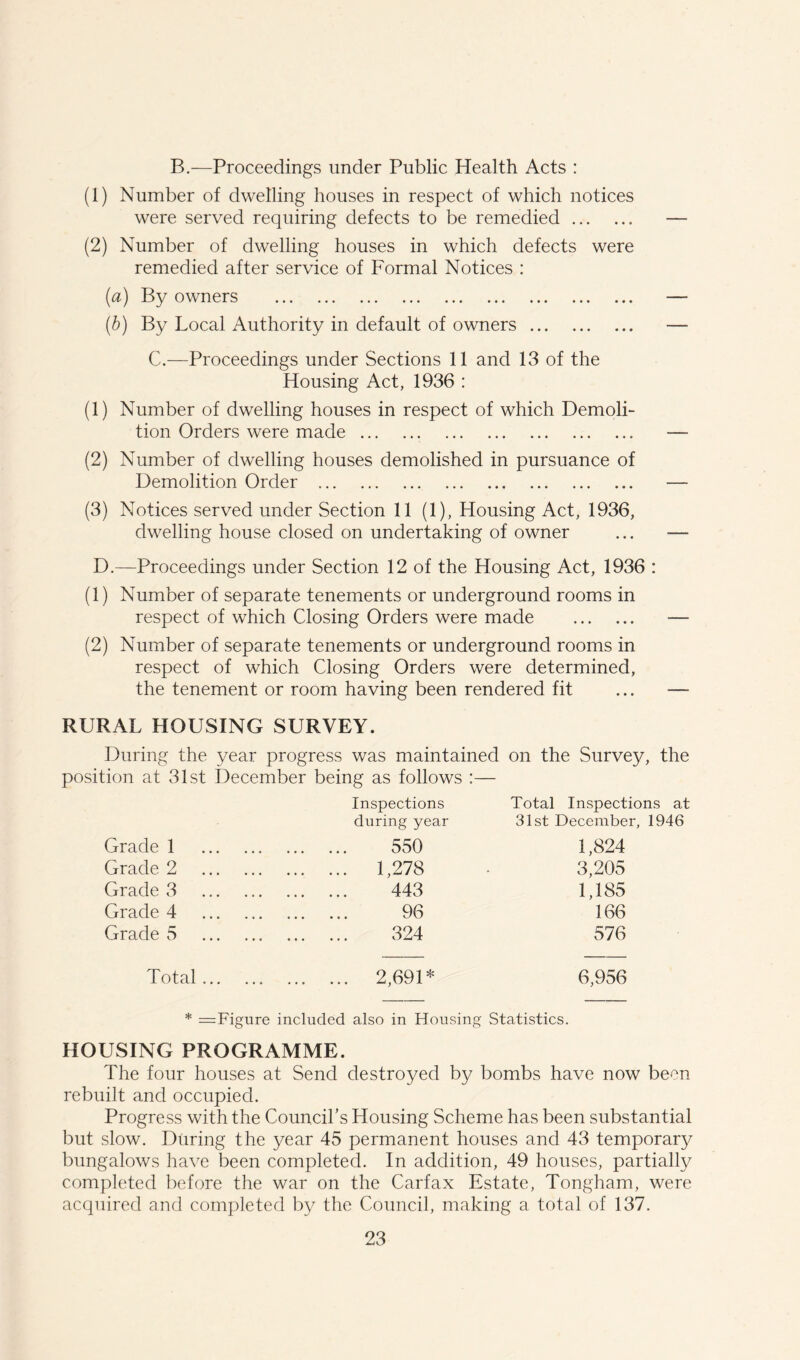 B.—Proceedings under Public Health Acts :
(1) Number of dwelling houses in respect of which notices
were served requiring defects to be remedied ... ... —
(2) Number of dwelling houses in which defects were
remedied after service of Formal Notices :
(a) By owners ... ... ... ... ... ... ... ... ... —
(b) By Local Authority in default of owners ... ... ... —
C.—Proceedings under Sections 11 and 13 of the
Housing Act, 1936 :
(1) Number of dwelling houses in respect of which Demoli-
tion Orders were made ... ... ... ... ... ... ... —
(2) Number of dwelling houses demolished in pursuance of
Demolition Order ... ... ... ... ... ... ... ... —
(3) Notices served under Section 11 (1), Housing Act, 1936,
dwelling house closed on undertaking of owner ... —
D.—Proceedings under Section 12 of the Housing Act, 1936 :
(1) Number of separate tenements or underground rooms in
respect of which Closing Orders were made ... ... —
(2) Number of separate tenements or underground rooms in
respect of which Closing Orders were determined,
the tenement or room having been rendered fit ... —
RURAL HOUSING SURVEY.
During the year progress was maintained on the Survey, the
position at 31st December being as follows :—
Inspections Total Inspections at
during year 31st December, 1946
Grade 1 ... ... ... ... 550 1,824
Grade 2 ... ... ... ... 1,278 3,205
Grade 3 ... ... ... ... 443 1,185
Grade 4 ... ... ... ... 96 166
Grade 5 ... ... ... ... 324 576
Total ... ... ... ... 2,691* 6,956
* =Figure included also in Housing Statistics.
HOUSING PROGRAMME.
The four houses at Send destroyed by bombs have now been
rebuilt and occupied.
Progress with the Council's Housing Scheme has been substantial
but slow. During the year 45 permanent houses and 43 temporary
bungalows have been completed. In addition, 49 houses, partially
completed before the war on the Carfax Estate, Tongham, were
acquired and completed by the Council, making a total of 137.
23